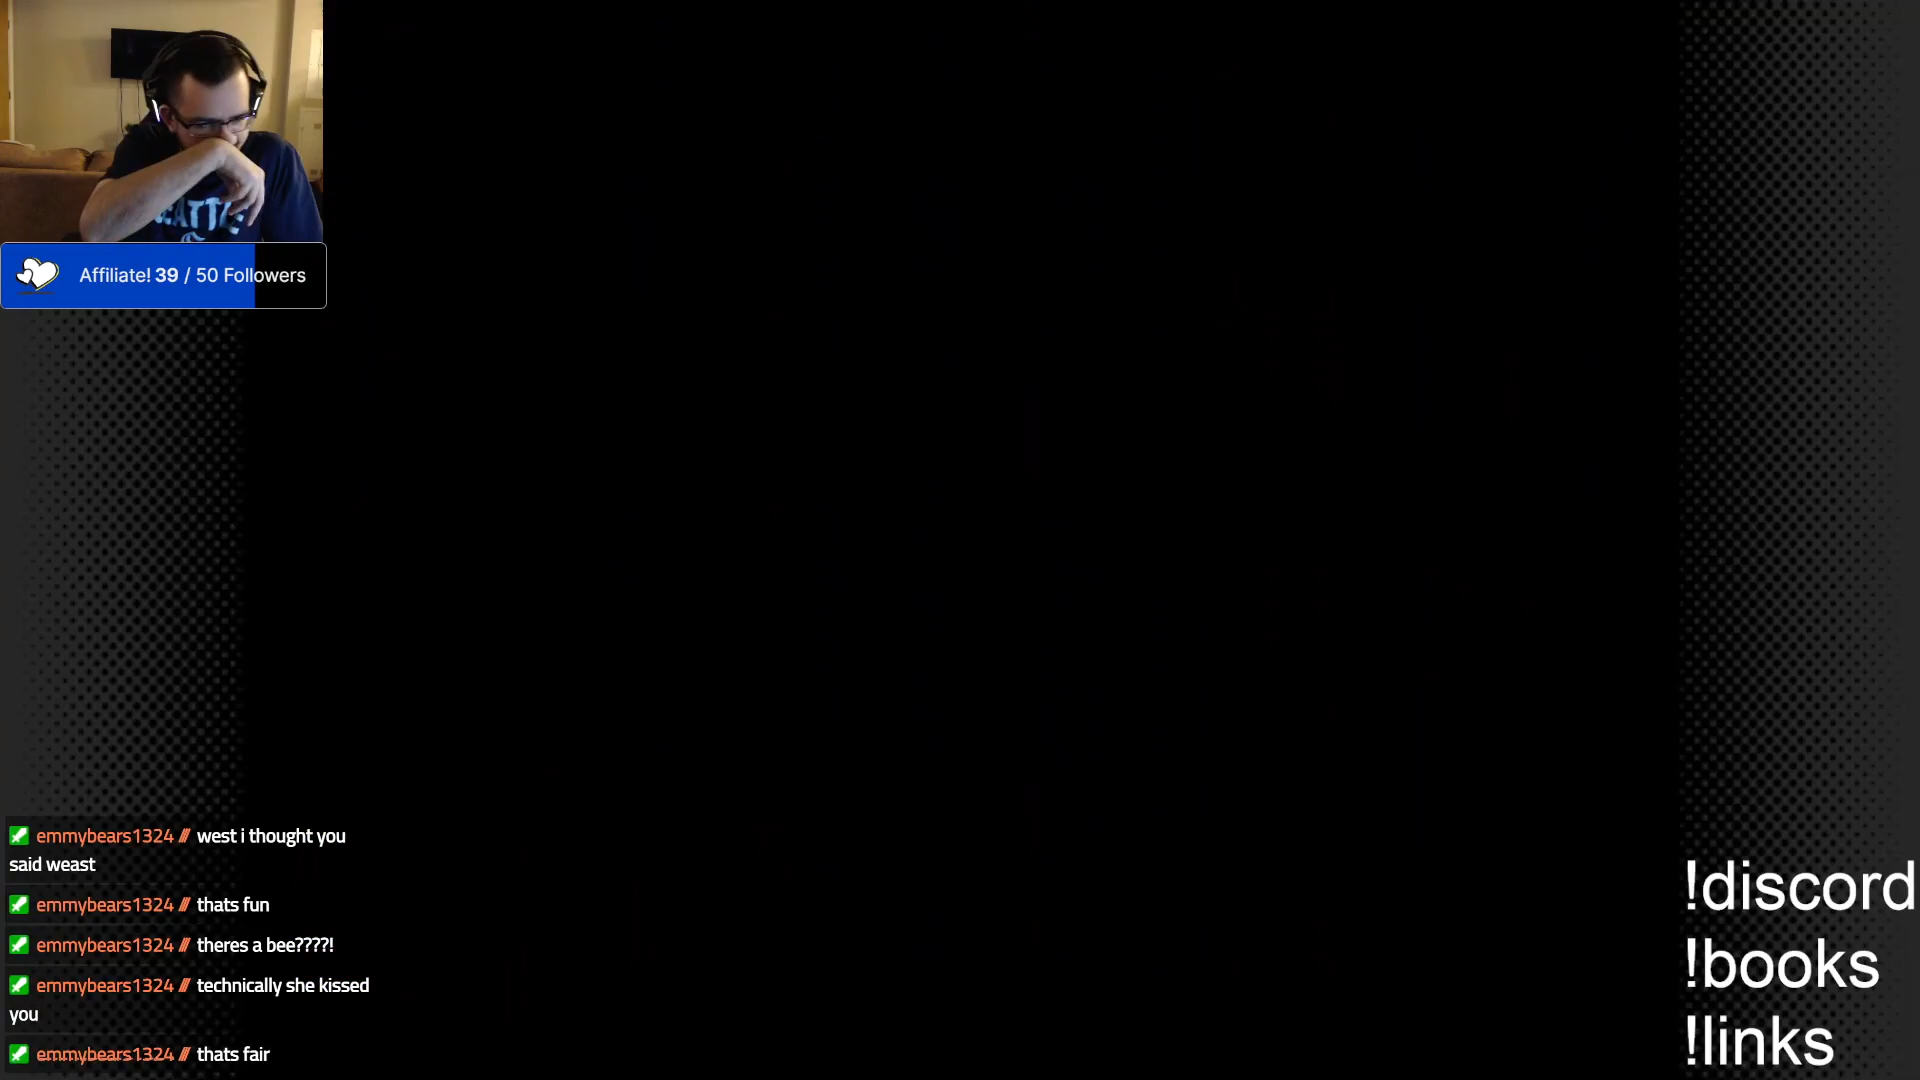 SEATTLE
Affiliate! 39 / 50 Followers
emmybears1324 /// west i thought you
said weast
emmybears1324 /// thats fun
emmybears1324 /// theres a bee????!
emmybears1324 /// technically she kissed
you
emmybears1324 /// thats fair
!discord
!books
!links